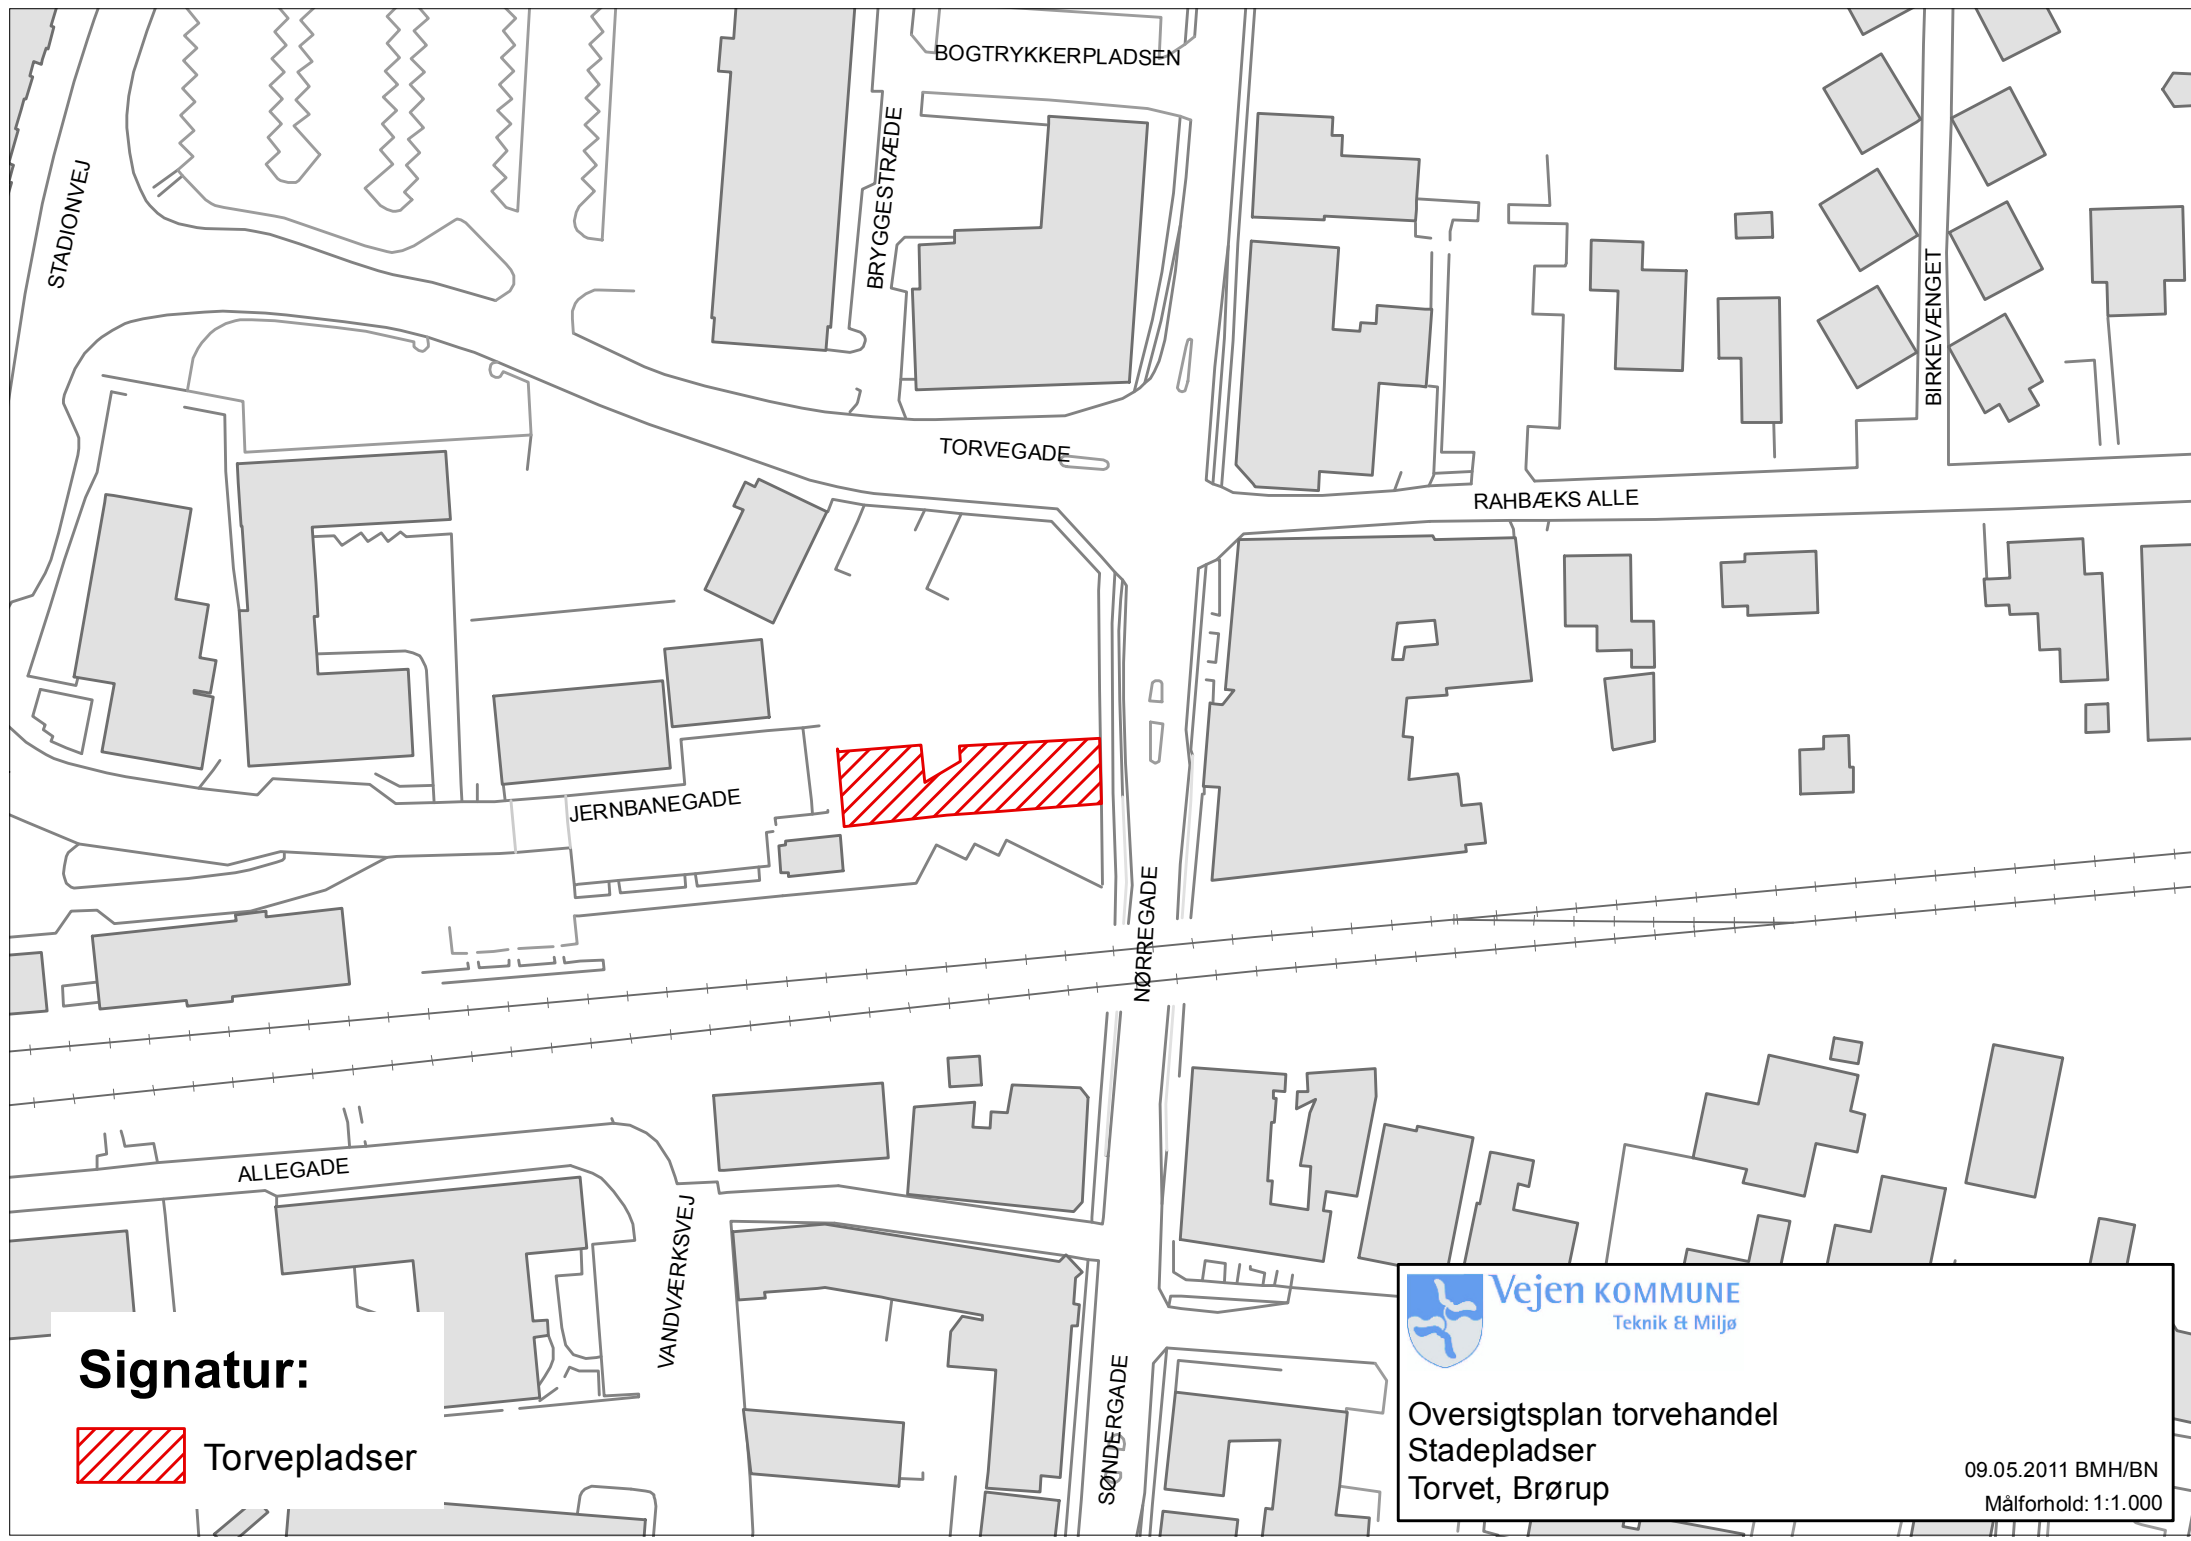 BOGTRYKKERPLADSEN
BRYGGESTRÆDE
STADIONVEJ
BIRKEVÆNGET
TORVEGADE
RAHBÆKS ALLE
JERNBANEGADE
NØRREGADE
ALLEGADE
VANDVÆRKSVEJ
SØNDERGADE
Signatur:
Torvepladser
Vejen KOMMUNE
Teknik & Miljø
Oversigtsplan torvehandel
Stadepladser
Torvet, Brørup
09.05.2011 BMH/BN
Målforhold: 1:1.000